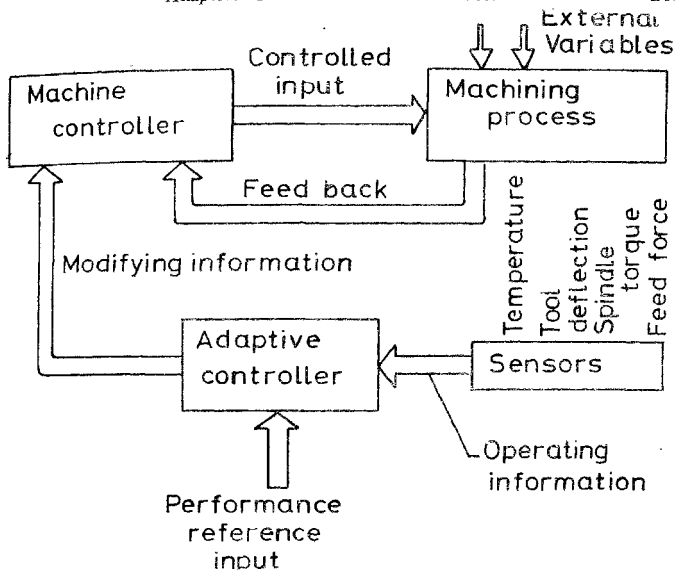 External
Variables
Controlled
input
Machine
controller
Machining
process
Feed back
Temperature
Tool
deflection
Spindle
torque
Feed force
Modifying information
Adaptive
controller
Sensors
Operating
information
Performance
reference
input